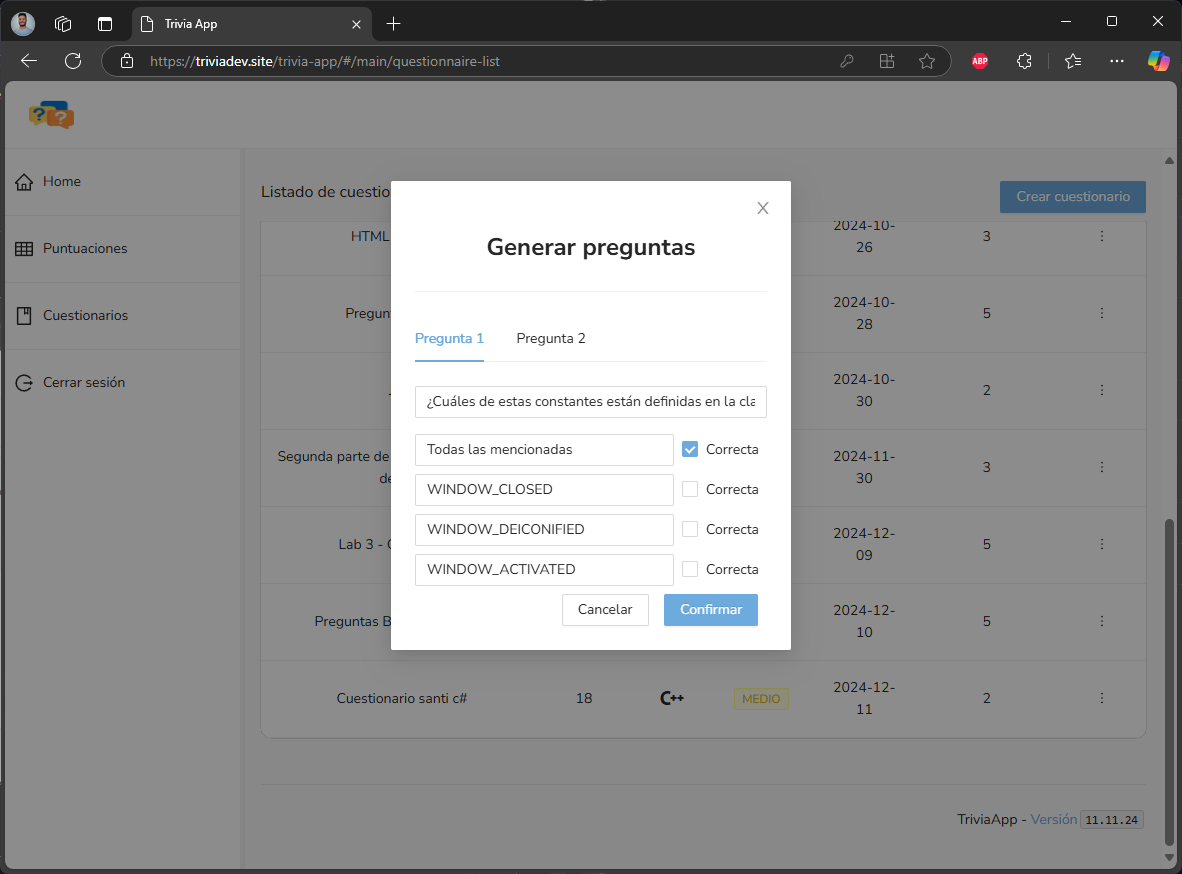 Trivia App
https://triviadev.site/trivia-app/#/main/questionnaire-list
ABP
? ?
Home
Puntuaciones
Cuestionarios
Cerrar sesión
Listado de cuestio
Crear cuestionario
HTML
2024-10-26
3
Pregun
2024-10-28
5
2024-10-30
2
Segunda parte de
de
2024-11-30
3
Lab 3 -
2024-12-09
5
Preguntas B
2024-12-10
5
Cuestionario santi c#
18
C++
MEDIO
2024-12-11
2
Generar preguntas
Pregunta 1
Pregunta 2
¿Cuáles de estas constantes están definidas en la cla
Todas las mencionadas
Correcta
WINDOW_CLOSED
Correcta
WINDOW_DEICONIFIED
Correcta
WINDOW_ACTIVATED
Correcta
Cancelar
Confirmar
TriviaApp - Versión 11.11.24